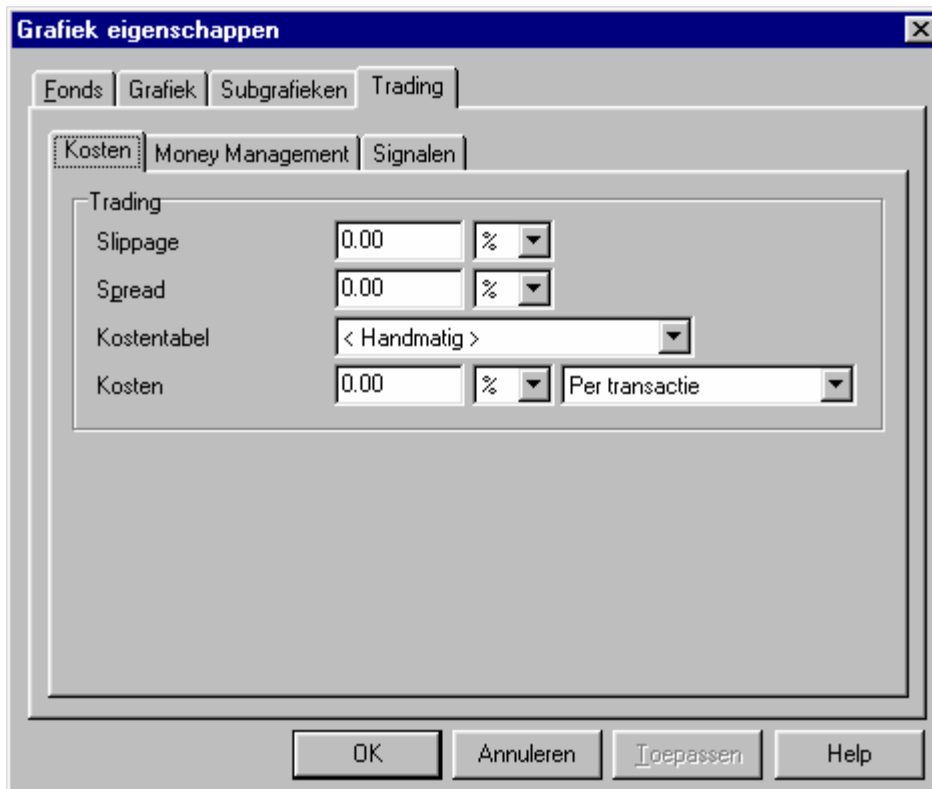 Grafiek eigenschappen
Fonds Grafiek Subgrafieken Trading
Kosten Money Management Signalen
Trading
Slippage 0.00 %
Spread 0.00 %
Kostentabel < Handmatig >
Kosten 0.00 % Per transactie
OK Annuleren Toepassen Help